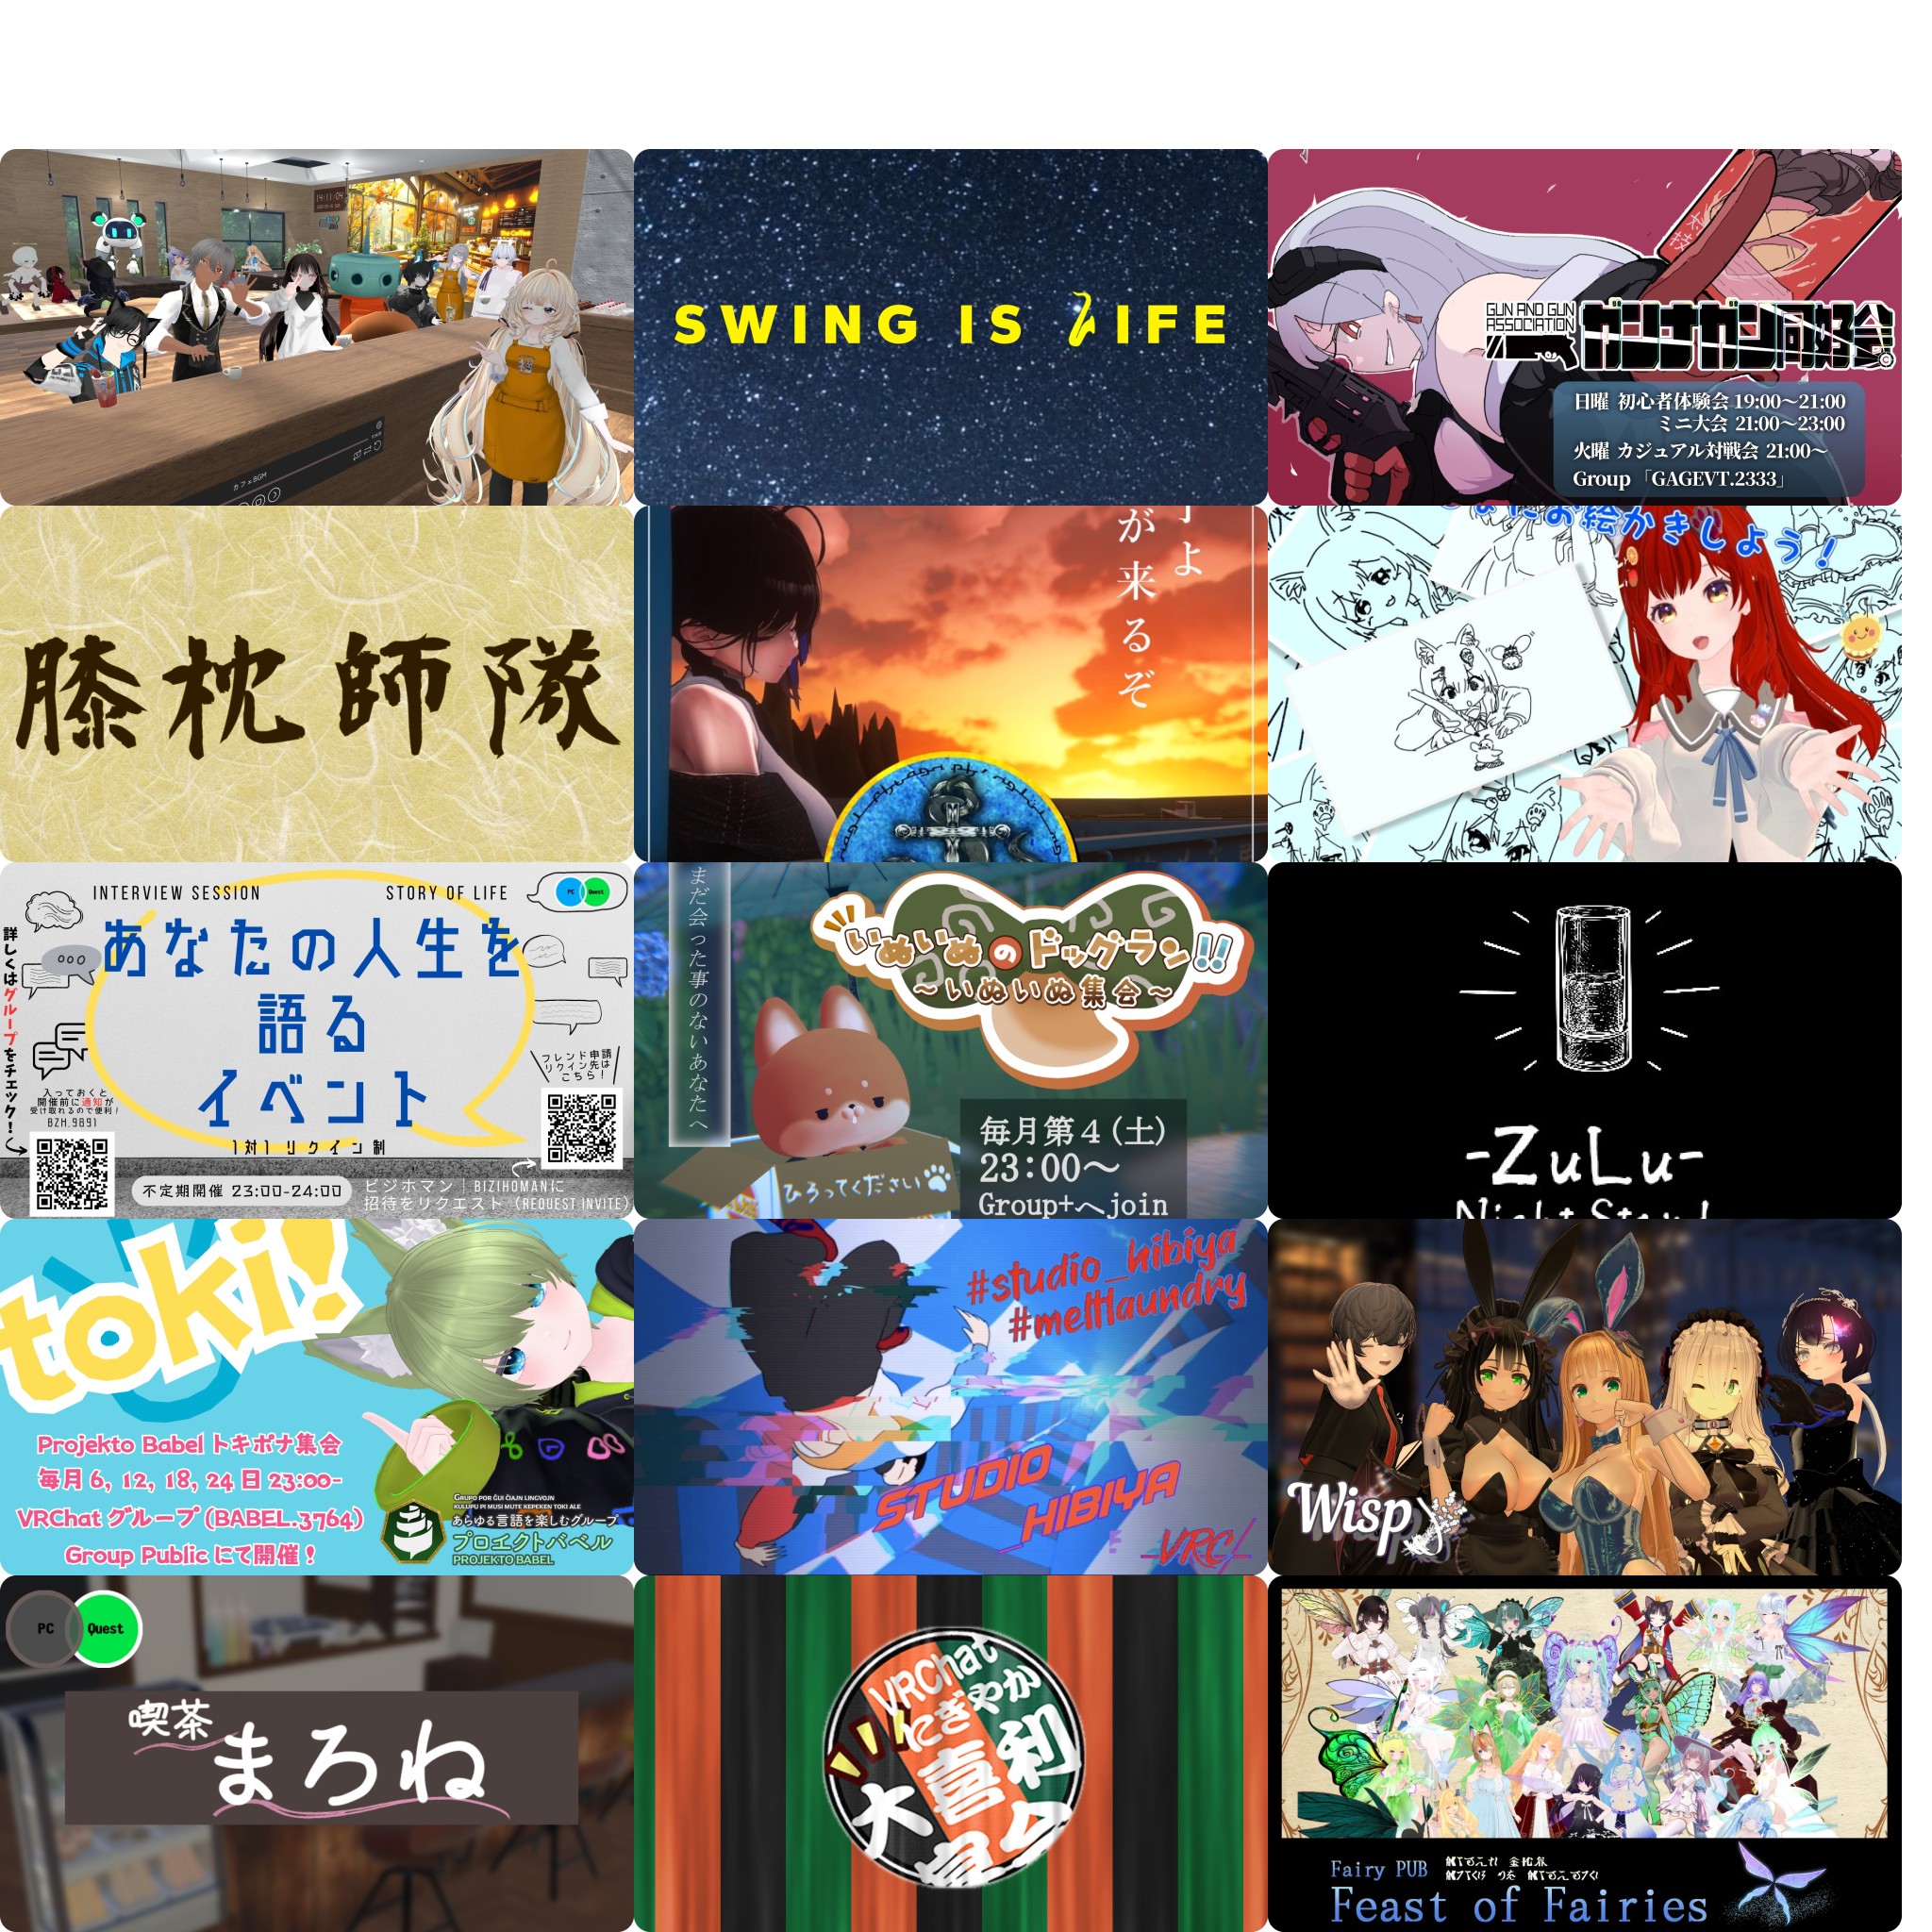 カフェBGM
SWING IS LIFE
GUN AND GUN
ASSOCIATION
ガンナガン同好会
日曜 初心者体験会 19:00〜21:00
ミニ大会 21:00〜23:00
火曜 カジュアル対戦会 21:00〜
Group「GAGEVT.2333」
膝枕師隊
よ
が来るぞ
お絵かきしよう!
INTERVIEW SESSION
STORY OF LIFE
PC
Quest
あなたの人生を
語る
イベント
1対1リクイン制
詳しくはグループをチェック!
入っておくと
開催前に通知が
受け取れるので便利!
BZH.9891
フレンド申請
リクイン先は
こちら!
不定期開催 23:00-24:00
ビジホマン|BIZIHOMANに
招待をリクエスト(REQUEST INVITE)
まだ会った事のないあなたへ
いぬいぬのドッグラン!!
〜いぬいぬ集会〜
ひろってください
毎月第4(土)
23:00〜
Group+へjoin
-ZuLu-
Night Stand
toki!
Projekto Babel トキポナ集会
毎月 6, 12, 18, 24 日 23:00-
VRChat グループ (BABEL.3764)
Group Public にて開催!
GRUPO POR ĜUI ĈIAJN LINGVOJN
KULUPU PI MUSI MUTE KEPEKEN TOKI ALE
あらゆる言語を楽しむグループ
プロエクトバベル
PROJEKTO BABEL
#studio_hibiya
#meltlaundry
STUDIO
_HIBIYA
VRC
Wisp
PC
Quest
喫茶
まろね
VRChat
にぎやか
大喜利
Fairy PUB
Feast of Fairies